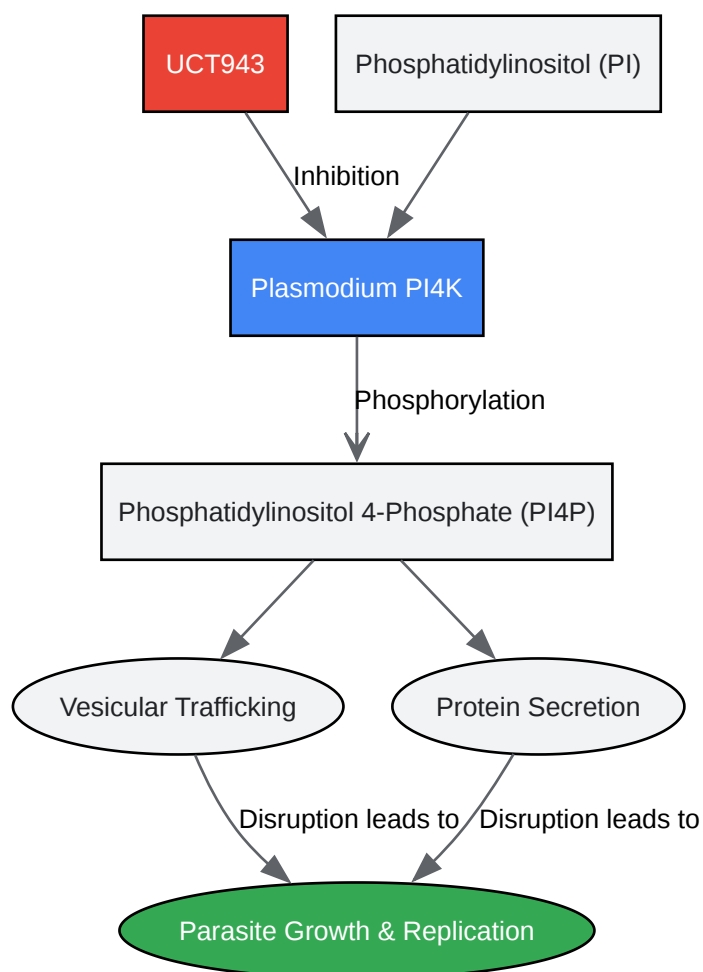 UCT943
Phosphatidylinositol (PI)
Inhibition
Plasmodium PI4K
Phosphorylation
Phosphatidylinositol 4-Phosphate (PI4P)
Vesicular Trafficking
Protein Secretion
Disruption leads to
Disruption leads to
Parasite Growth & Replication